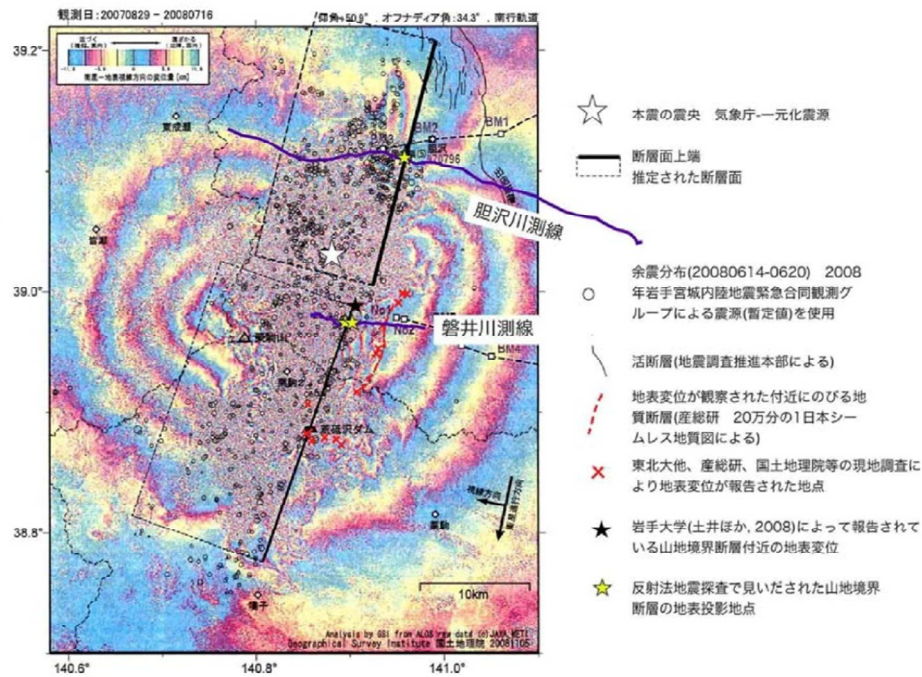 観測日:20070829 - 20080716
仰角+50.9°, オフナディア角:34.3°, 南行軌道
近づく
遠ざかる
衛星ー地表視線方向の変位量[cm]
39.2°
39.0°
38.8°
140.6°
140.8°
141.0°
東成瀬
BM2
BM1
胆沢川測線
No1
No2
磐井川測線
BM4
荒砥沢ダム
視線方向
栗駒
鳴子
10km
Analysis by GSI from ALOS raw data (c)JAXA,METI
Geographical Survey Institute 国土地理院 20081105
本震の震央 気象庁-一元化震源
断層面上端
推定された断層面
余震分布(20080614-0620) 2008
年岩手宮城内陸地震緊急合同観測グ
ループによる震源(暫定値)を使用
活断層(地震調査推進本部による)
地表変位が観察された付近にのびる地
質断層(産総研 20万分の1日本シー
ムレス地質図による)
東北大他、産総研、国土地理院等の現地調査に
より地表変位が報告された地点
岩手大学(土井ほか, 2008)によって報告されて
いる山地境界断層付近の地表変位
反射法地震探査で見いだされた山地境界
断層の地表投影地点